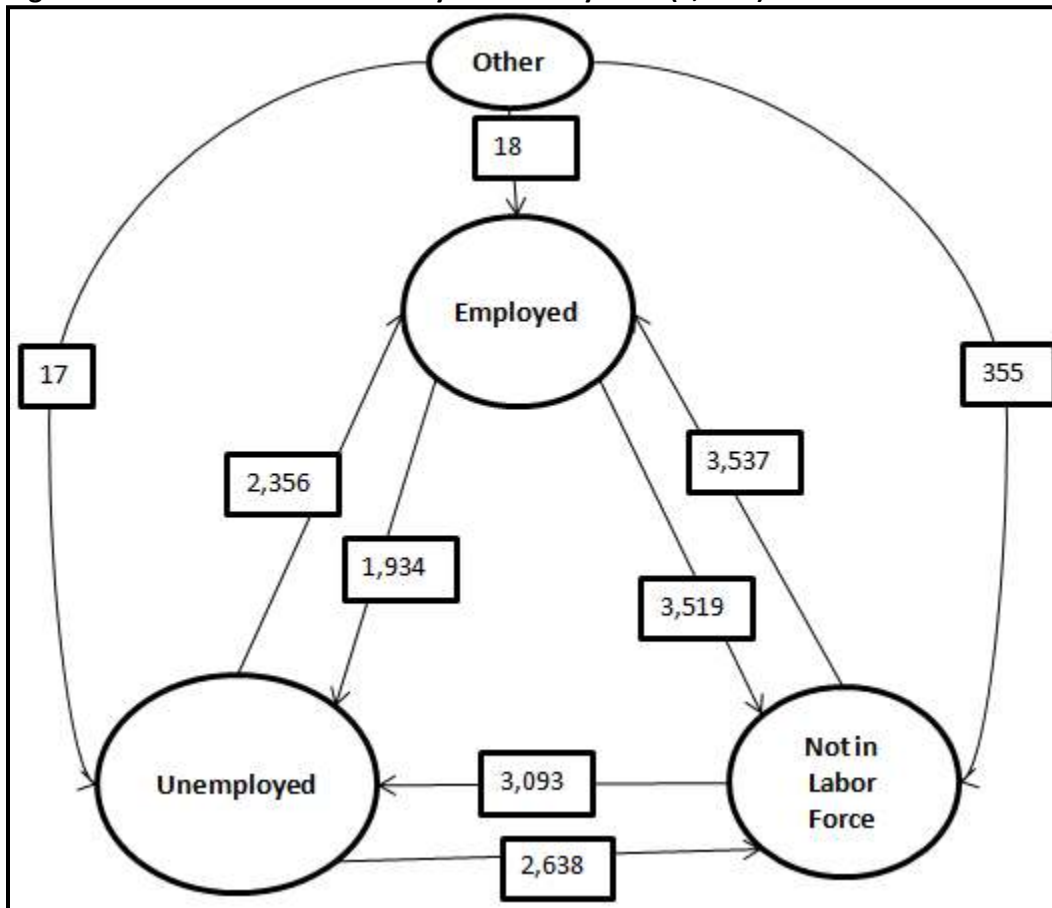 Other
18
Employed
17
355
2,356
3,537
1,934
3,519
Unemployed
3,093
Not in
Labor
Force
2,638